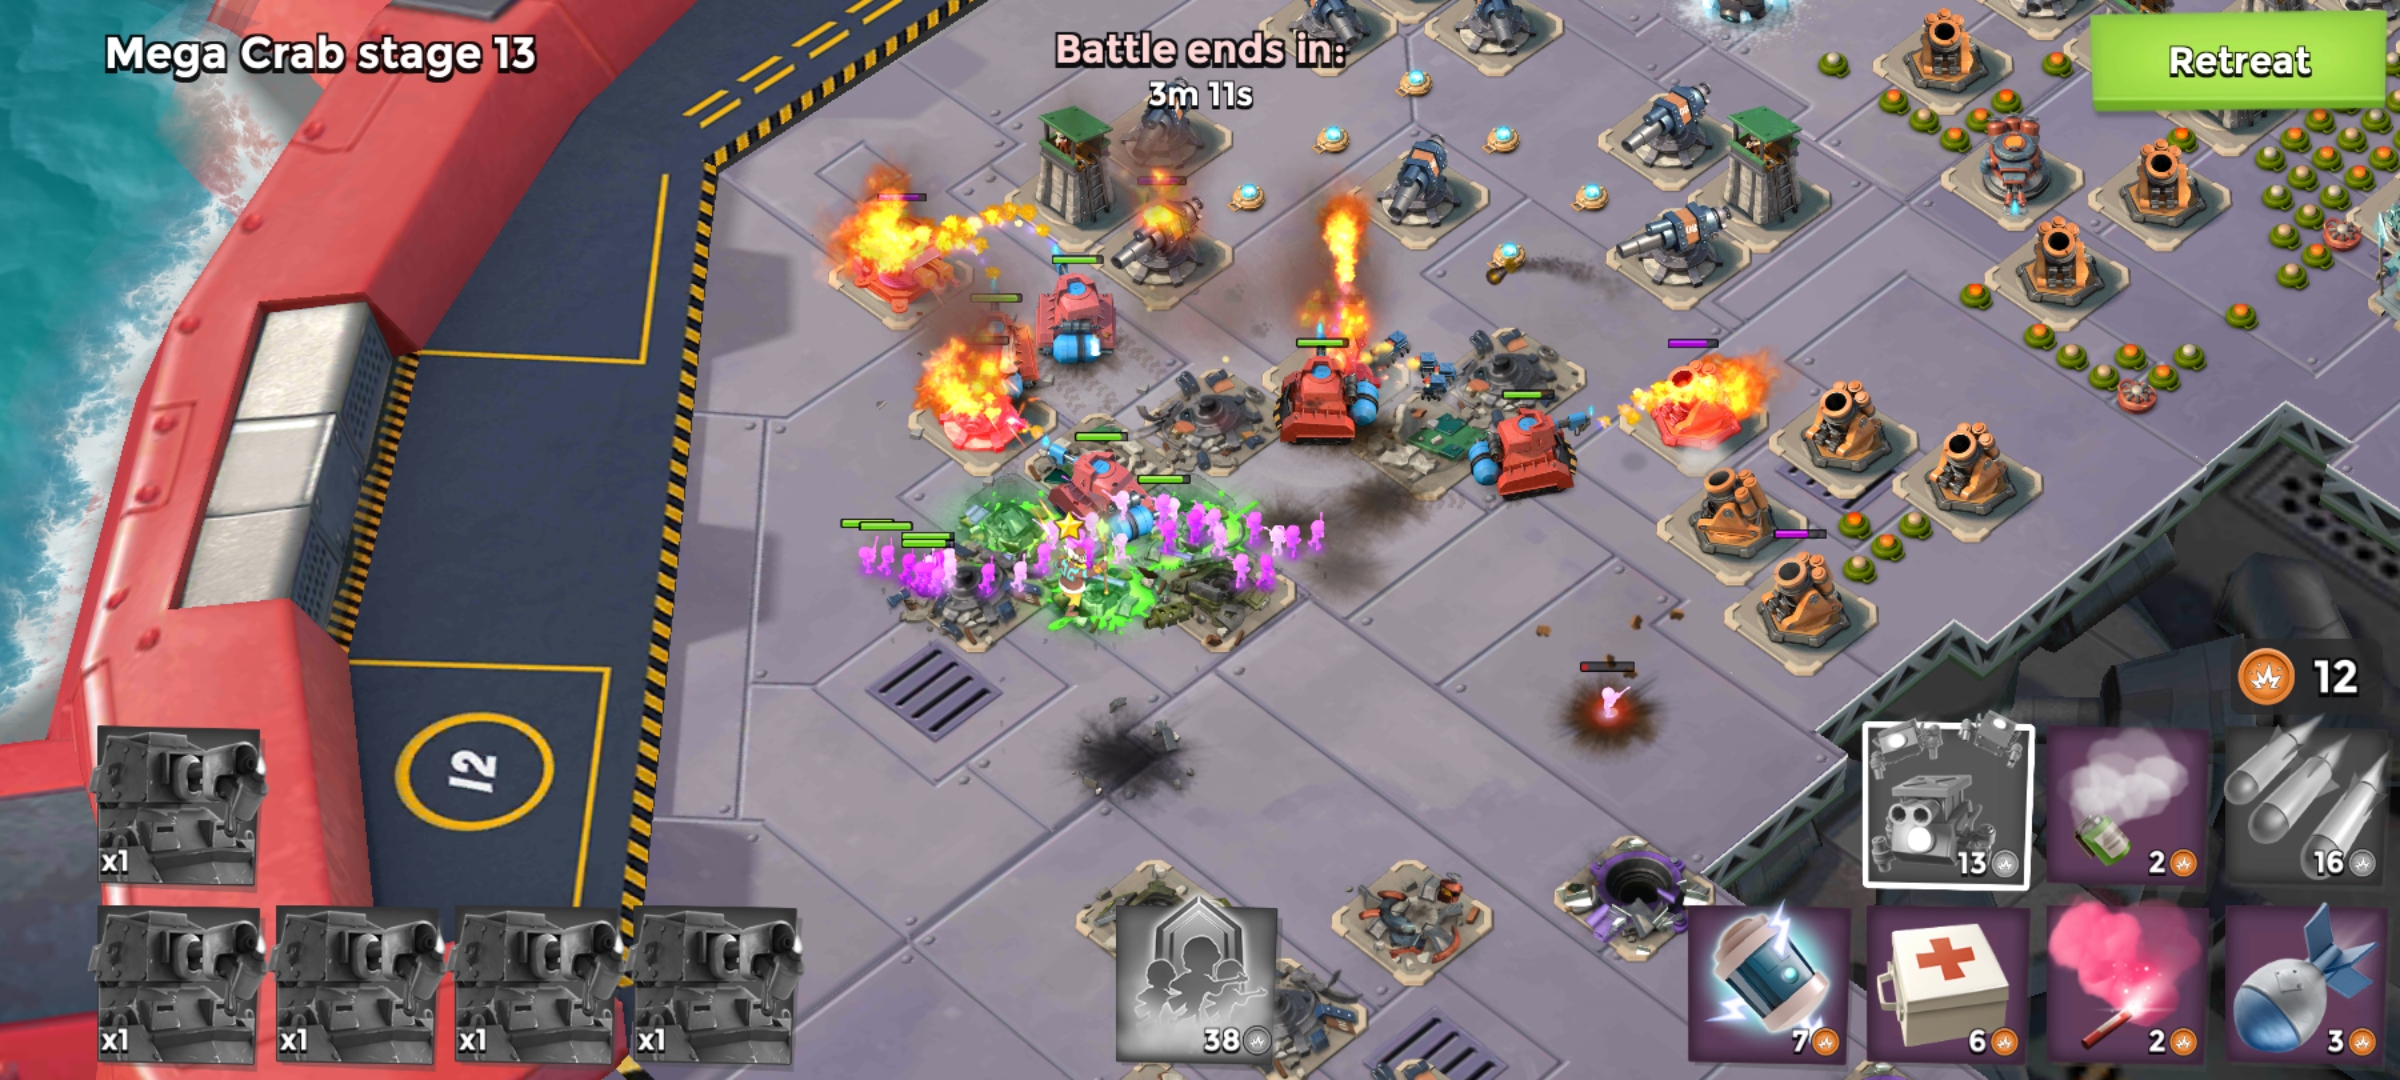 Mega Crab stage 13
Battle ends in:
3m 11s
Retreat
12
12
x1
13
2
16
x1
x1
x1
x1
38
7
6
2
3